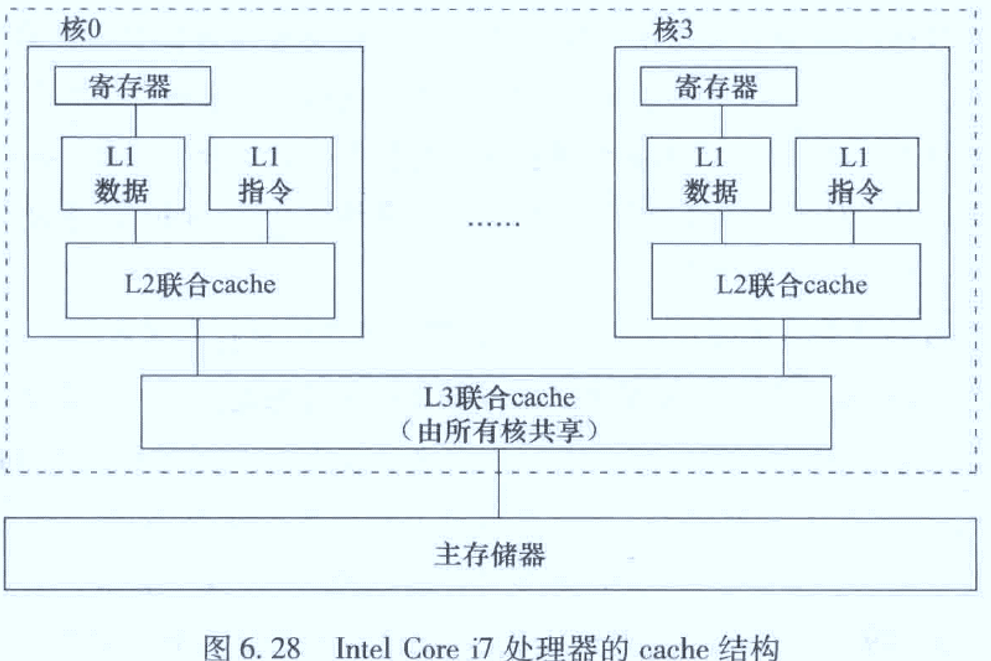 核0
核3
寄存器
寄存器
L1
数据
L1
指令
L1
数据
L1
指令
……
L2联合cache
L2联合cache
L3联合cache
（由所有核共享）
主存储器
图 6.28 Intel Core i7 处理器的 cache 结构